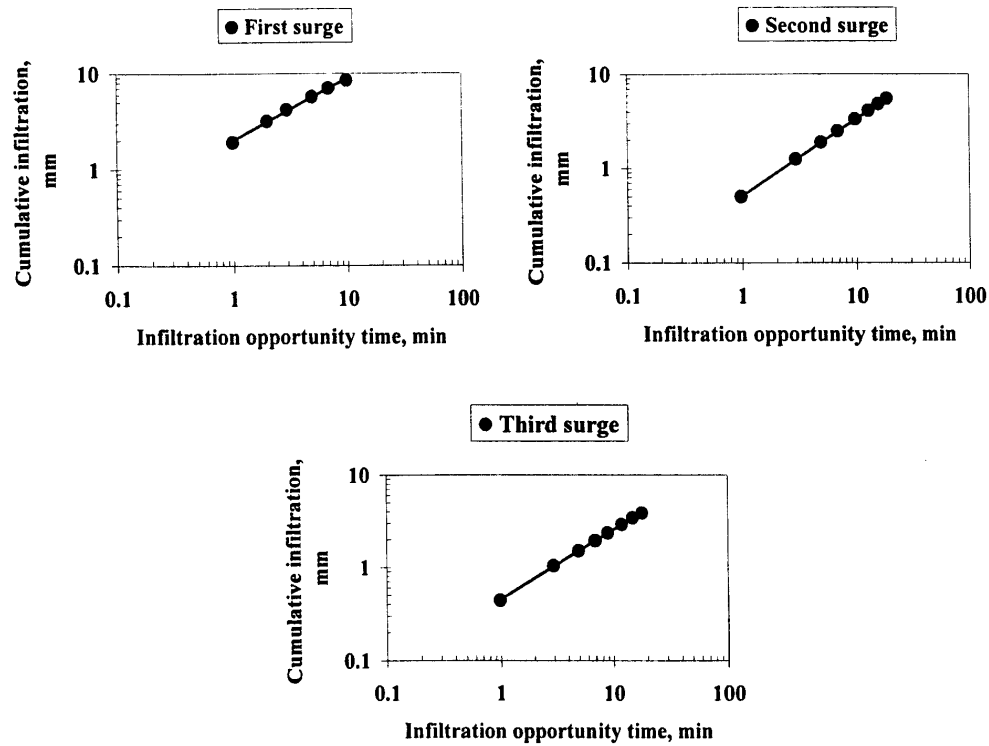 ● First surge
Cumulative infiltration,
mm
10
1
0.1
0.1 1 10 100
Infiltration opportunity time, min
● Second surge
Cumulative infiltration,
mm
10
1
0.1
0.1 1 10 100
Infiltration opportunity time, min
● Third surge
Cumulative infiltration,
mm
10
1
0.1
0.1 1 10 100
Infiltration opportunity time, min